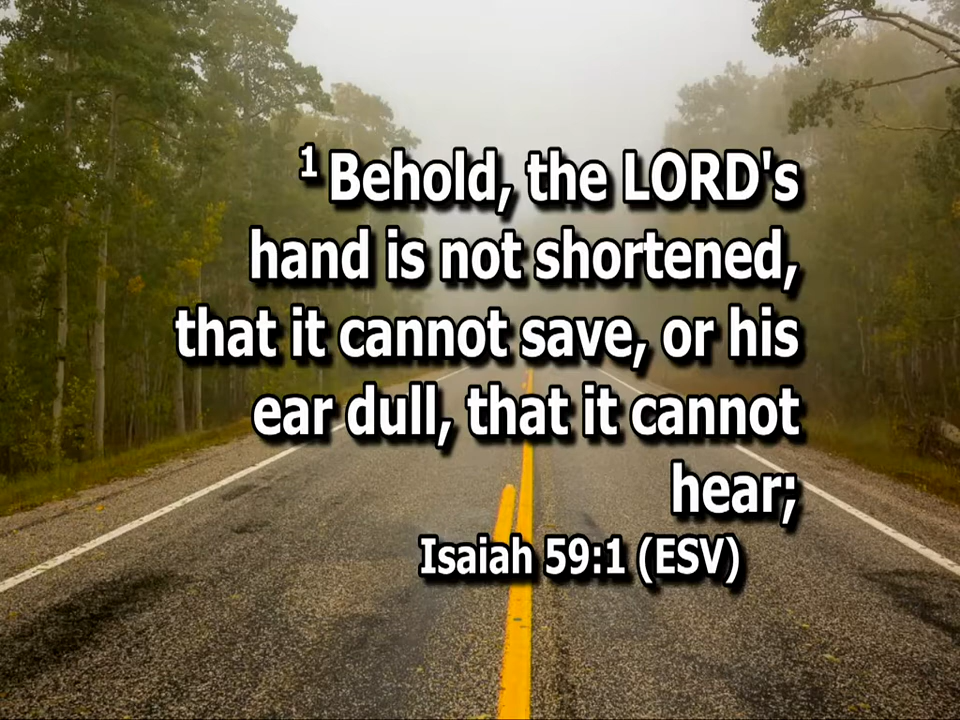 1 Behold, the LORD's
hand is not shortened,
that it cannot save, or his
ear dull, that it cannot
hear;
Isaiah 59:1 (ESV)